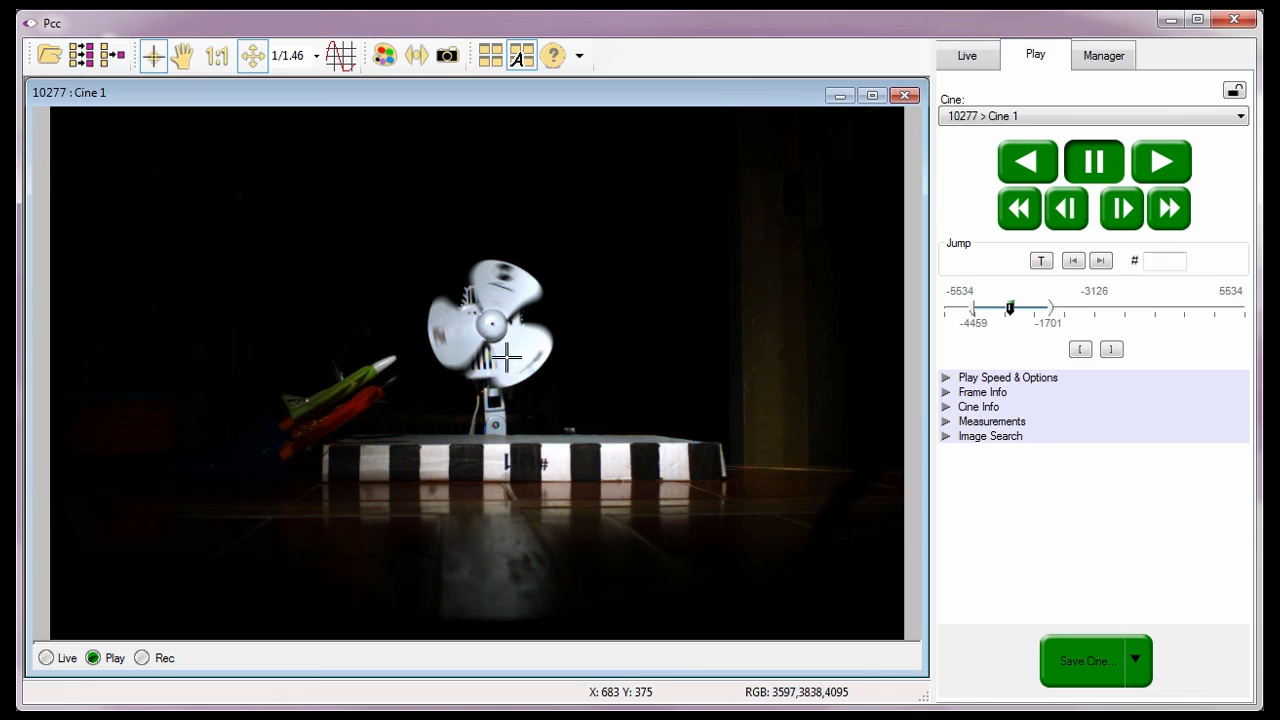 Pcc
1:1
1/1.46
A
?
Live
Play
Manager
10277 : Cine 1
Cine:
10277 > Cine 1
Jump
T
#
-5534
-3126
5534
-4459
-1701
[
]
Play Speed & Options
Frame Info
Cine Info
Measurements
Image Search
Live
Play
Rec
Save Cine...
X: 683 Y: 375
RGB: 3597,3838,4095